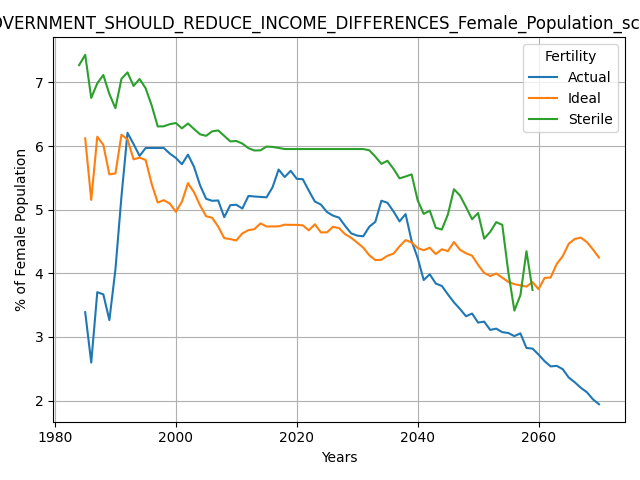 OVERNMENT_SHOULD_REDUCE_INCOME_DIFFERENCES_Female_Population_sc
Fertility
Actual
Ideal
Sterile
% of Female Population
7
6
5
4
3
2
1980
2000
2020
2040
2060
Years